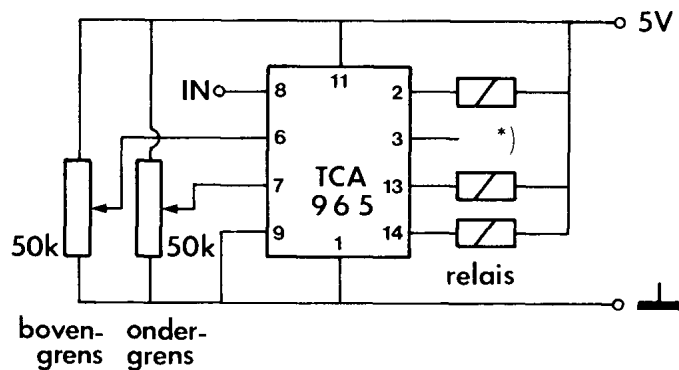 5V
IN
8
11
2
6
3
*)
7
TCA
965
13
9
1
14
50k
50k
relais
boven-
grens
onder-
grens